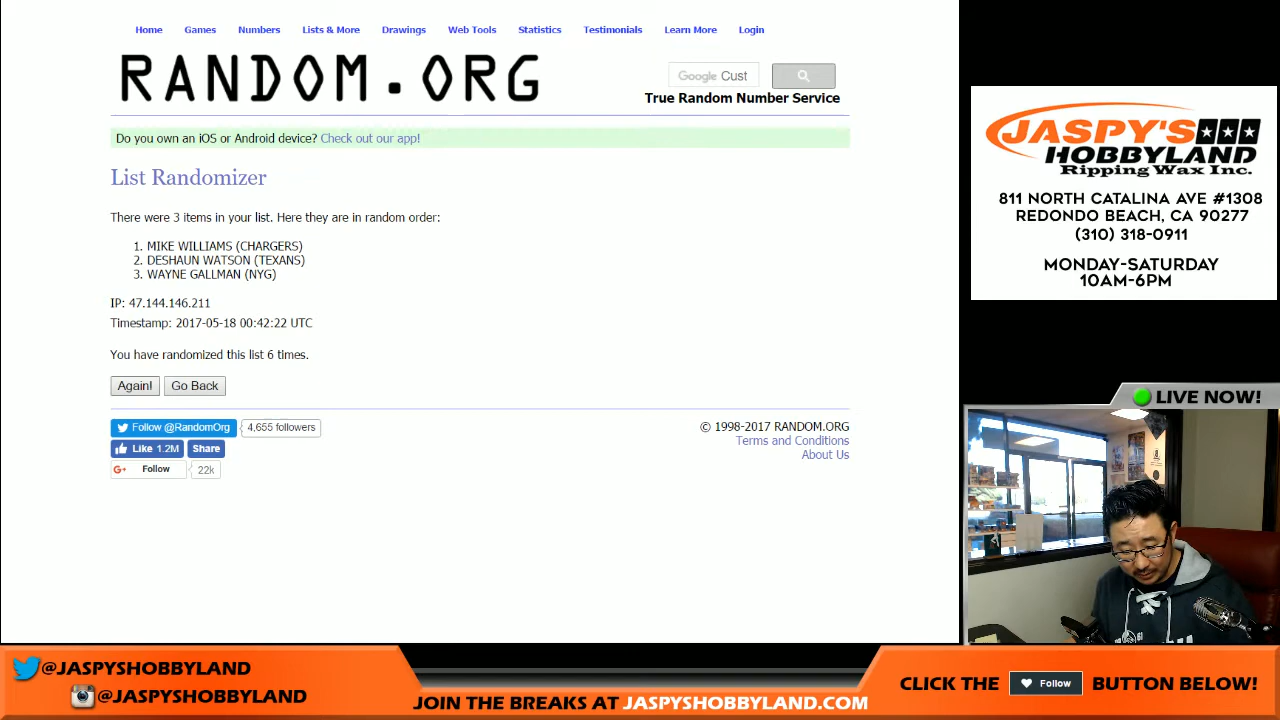 Home Games Numbers Lists & More Drawings Web Tools Statistics Testimonials Learn More Login
RANDOM.ORG
Google Cust
True Random Number Service
Do you own an iOS or Android device? Check out our app!
List Randomizer
There were 3 items in your list. Here they are in random order:
1. MIKE WILLIAMS (CHARGERS)
2. DESHAUN WATSON (TEXANS)
3. WAYNE GALLMAN (NYG)
IP: 47.144.146.211
Timestamp: 2017-05-18 00:42:22 UTC
You have randomized this list 6 times.
Again! Go Back
Follow @RandomOrg 4,655 followers
Like 1.2M Share
G+ Follow 22k
© 1998-2017 RANDOM.ORG
Terms and Conditions
About Us
JASPY'S
HOBBYLAND
Ripping Wax Inc.
811 NORTH CATALINA AVE #1308
REDONDO BEACH, CA 90277
(310) 318-0911
MONDAY-SATURDAY
10AM-6PM
LIVE NOW!
@JASPYSHOBBYLAND
@JASPYSHOBBYLAND
JOIN THE BREAKS AT JASPYSHOBBYLAND.COM
CLICK THE Follow BUTTON BELOW!